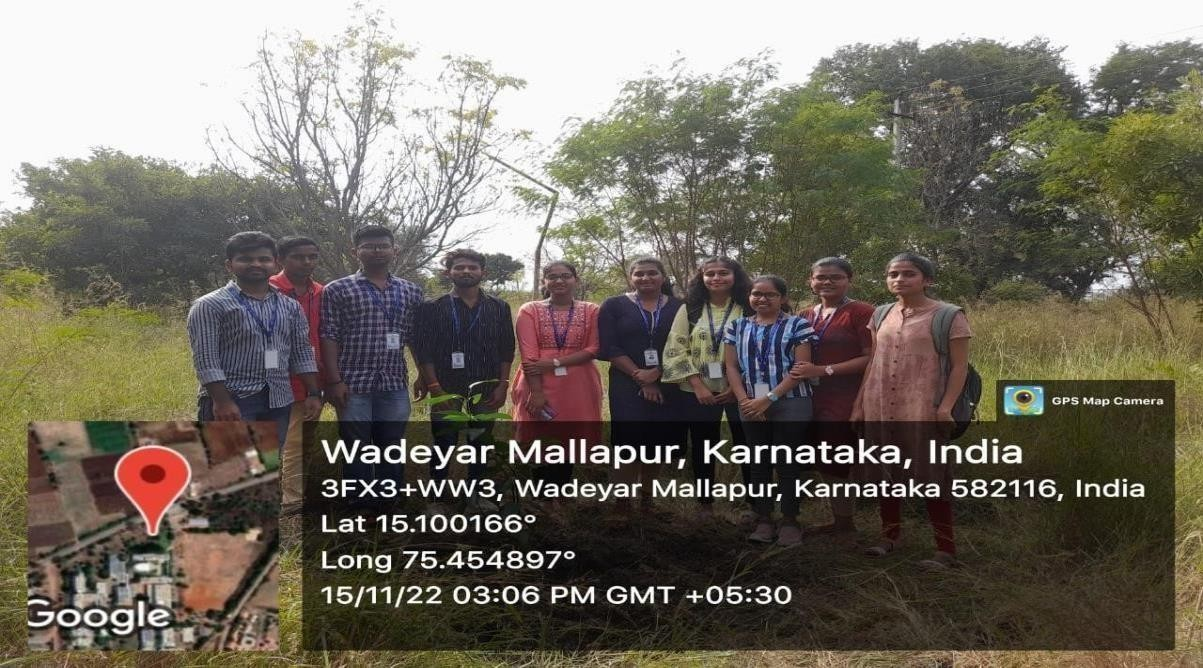 GPS Map Camera
Wadeyar Mallapur, Karnataka, India
3FX3+WW3, Wadeyar Mallapur, Karnataka 582116, India
Lat 15.100166°
Long 75.454897°
15/11/22 03:06 PM GMT +05:30
Google